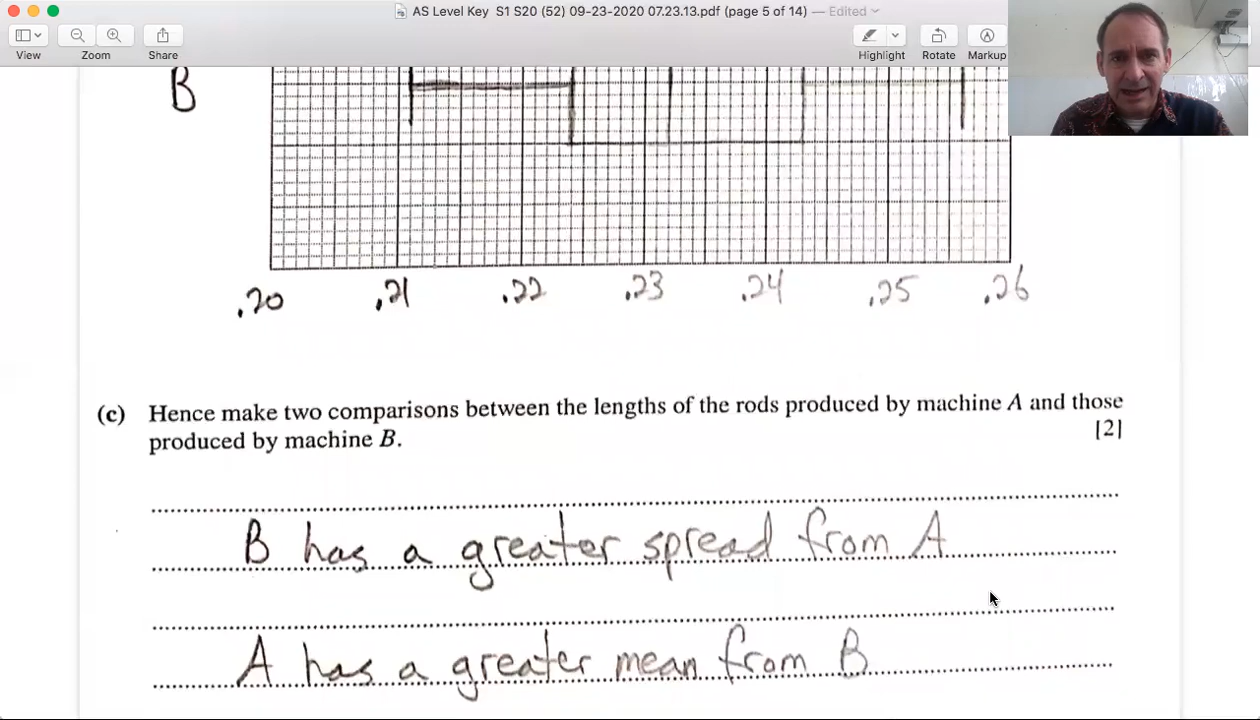 AS Level Key S1 S20 (52) 09-23-2020 07.23.13.pdf (page 5 of 14) — Edited
View Zoom Share Highlight Rotate Markup
B
.20 .21 .22 .23 .24 .25 .26
(c) Hence make two comparisons between the lengths of the rods produced by machine A and those
produced by machine B. [2]
B has a greater spread from A
A has a greater mean from B